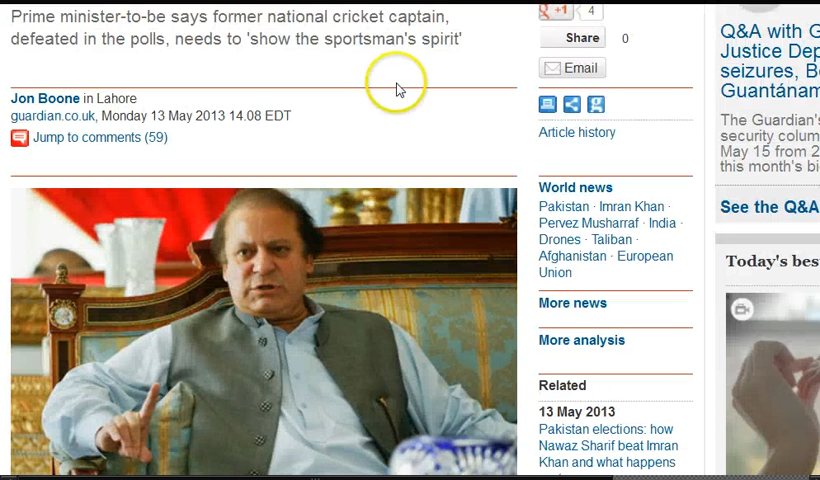 Prime minister-to-be says former national cricket captain,
defeated in the polls, needs to 'show the sportsman's spirit'
Jon Boone in Lahore
guardian.co.uk, Monday 13 May 2013 14.08 EDT
Jump to comments (59)
+1
4
Share
0
Email
Article history
World news
Pakistan · Imran Khan ·
Pervez Musharraf · India ·
Drones · Taliban ·
Afghanistan · European
Union
More news
More analysis
Related
13 May 2013
Pakistan elections: how
Nawaz Sharif beat Imran
Khan and what happens
Q&A with G
Justice Dep
seizures, B
Guantánam
The Guardian's
security colum
May 15 from 2
this month's bi
See the Q&A
Today's bes